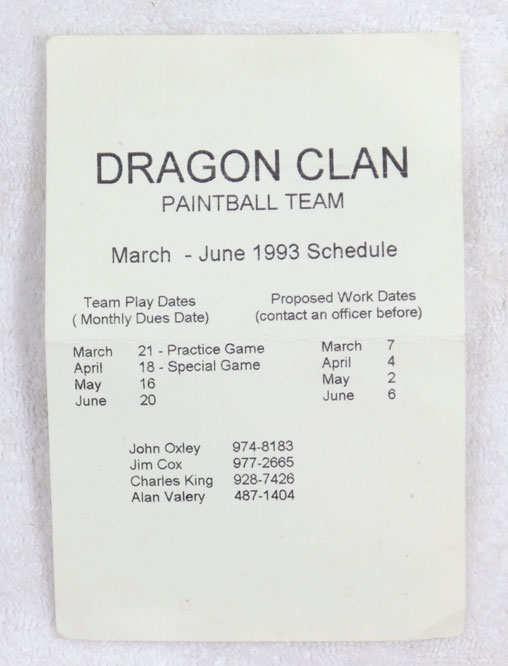 DRAGON CLAN
PAINTBALL TEAM
March - June 1993 Schedule
Team Play Dates
( Monthly Dues Date)
March 21 - Practice Game
April 18 - Special Game
May 16
June 20
Proposed Work Dates
(contact an officer before)
March 7
April 4
May 2
June 6
John Oxley 974-8183
Jim Cox 977-2665
Charles King 928-7426
Alan Valery 487-1404